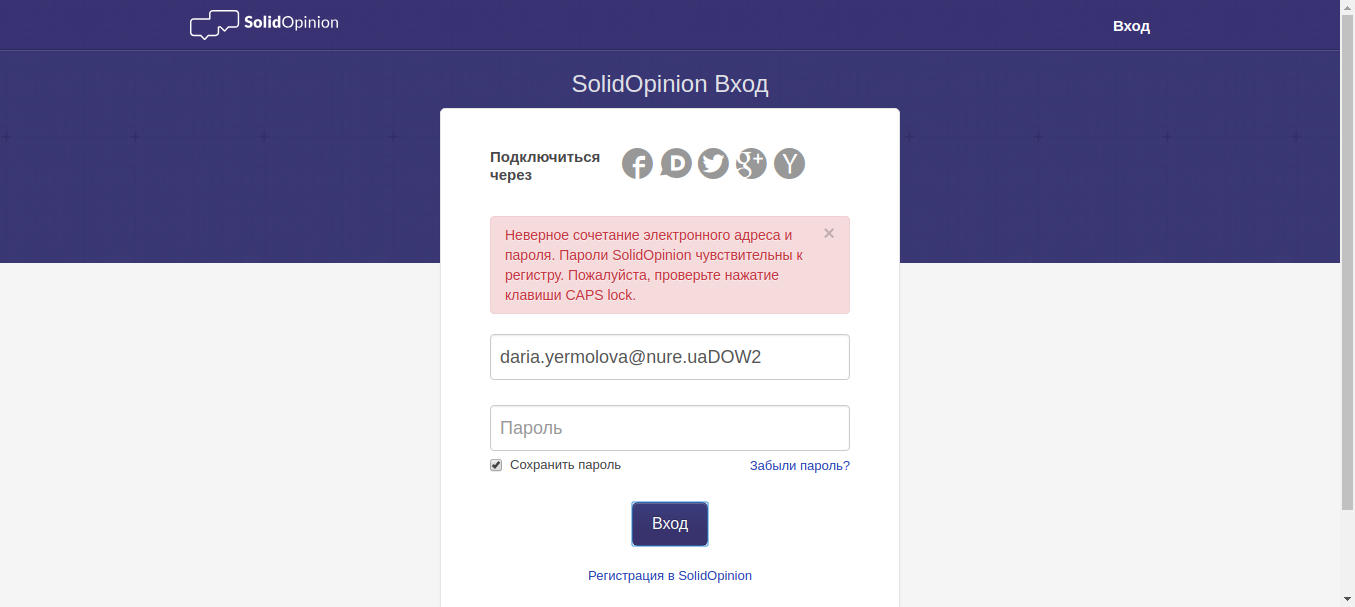 SolidOpinion
Вход
SolidOpinion Вход
Подключиться
через
Неверное сочетание электронного адреса и
пароля. Пароли SolidOpinion чувствительны к
регистру. Пожалуйста, проверьте нажатие
клавиши CAPS lock.
×
daria.yermolova@nure.uaDOW2
Пароль
Сохранить пароль
Забыли пароль?
Вход
Регистрация в SolidOpinion